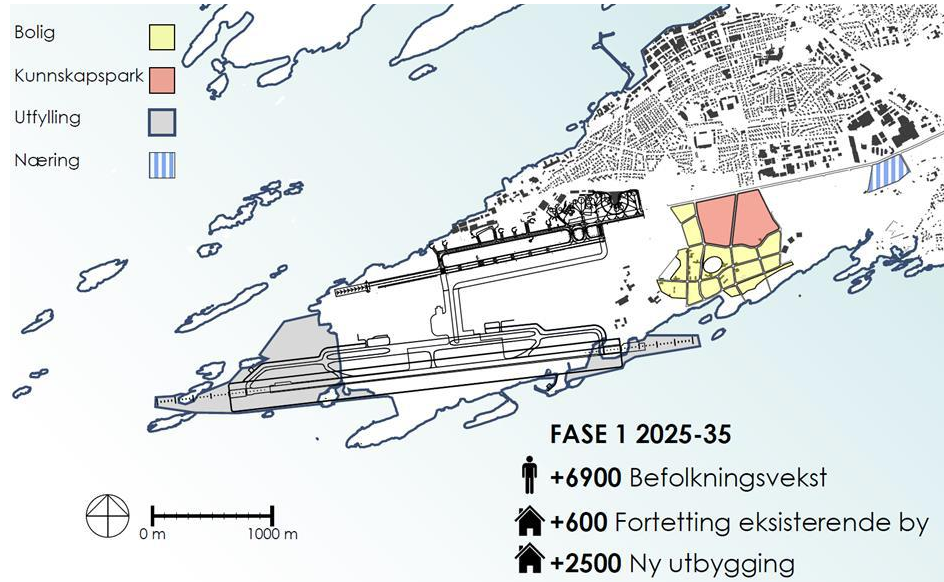 Bolig
Kunnskapspark
Utfylling
Næring
FASE 1 2025-35
+6900 Befolkningsvekst
+600 Fortetting eksisterende by
+2500 Ny utbygging
0 m 1000 m